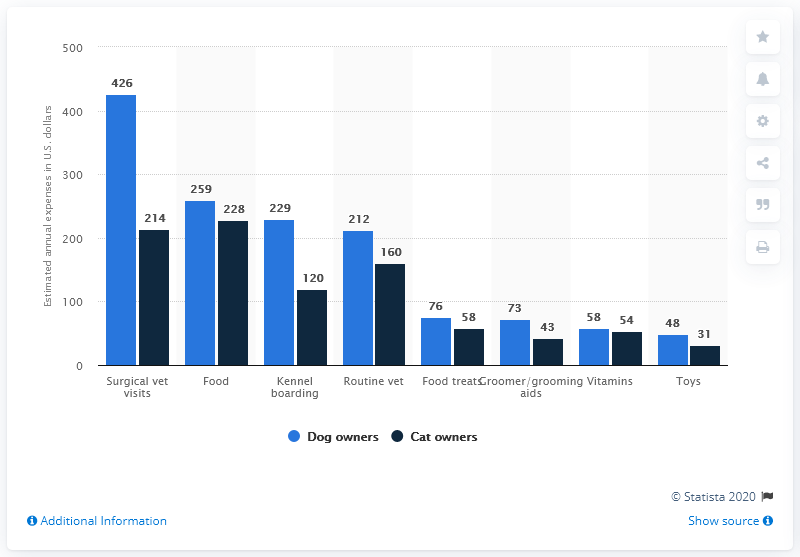 Estimated annual expenses in U.S. dollars
500
400
300
200
100
0
426
214
259
228
229
120
212
160
76
58
73
43
58
54
48
31
Surgical vet
visits
Food
Kennel
boarding
Routine vet
Food treats
Groomer/grooming
aids
Vitamins
Toys
Dog owners
Cat owners
© Statista 2020
Additional Information
Show source